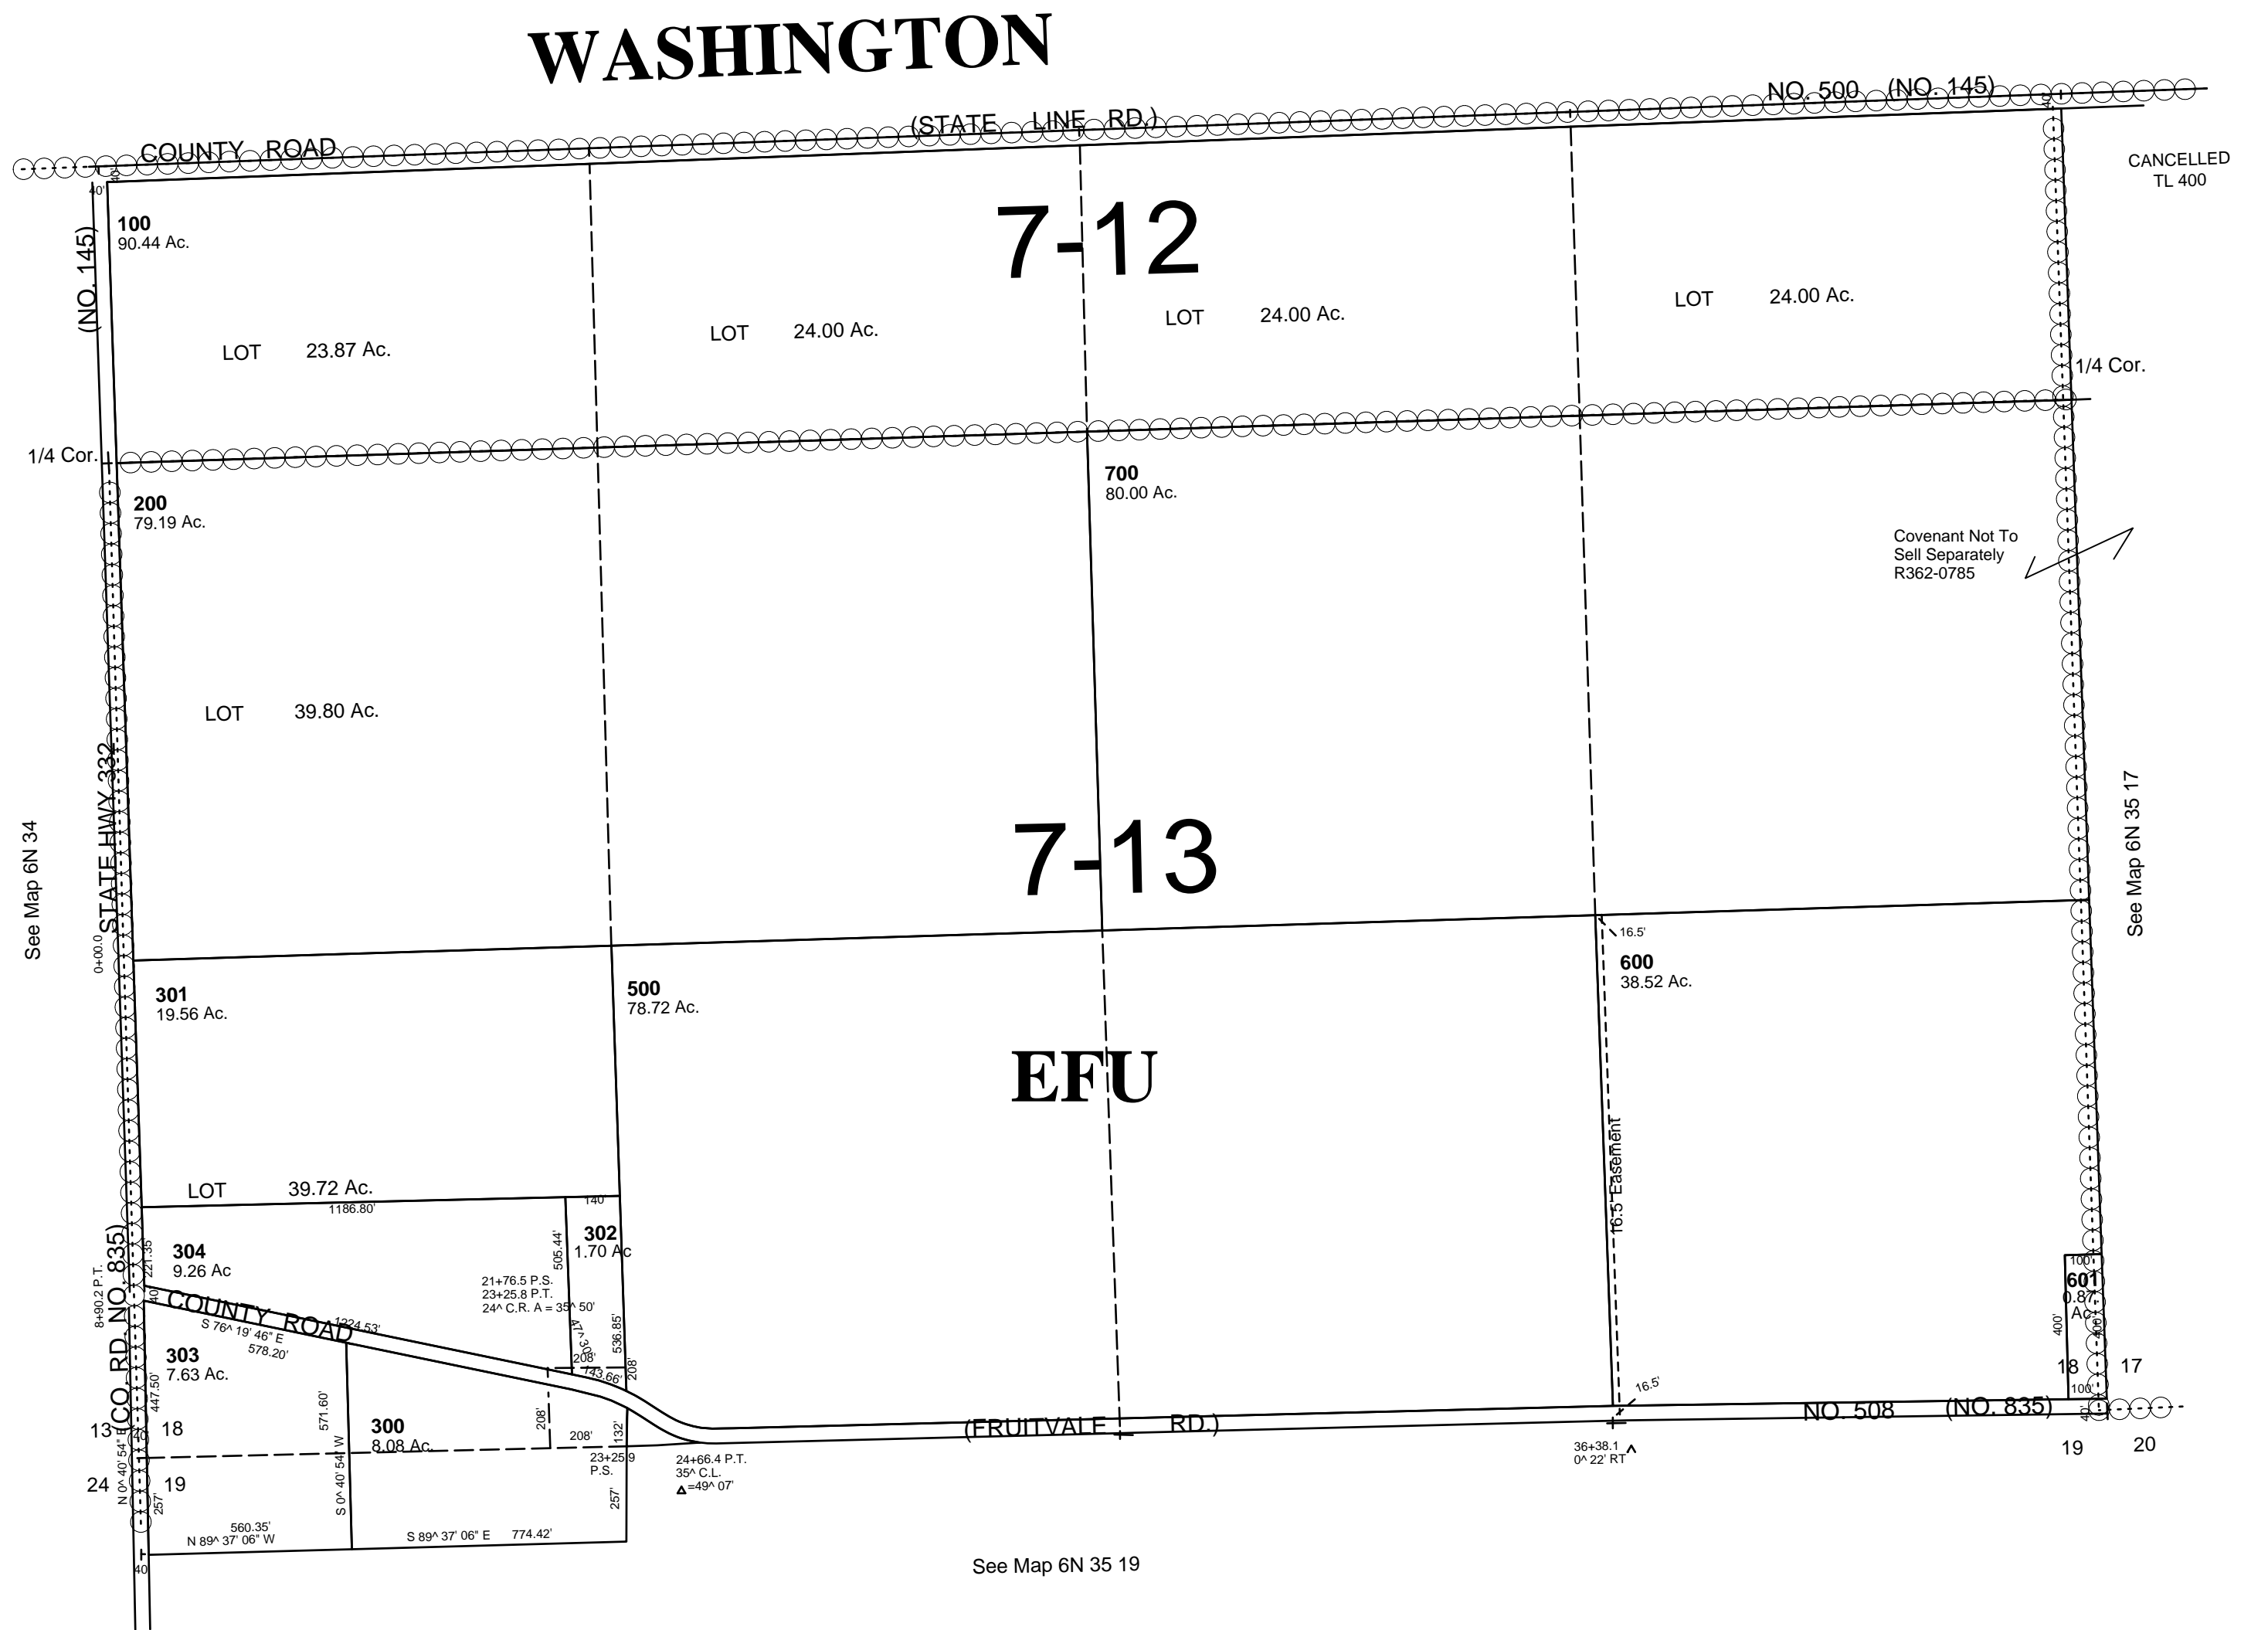 WASHINGTON
COUNTY ROAD
(STATE LINE RD.)
NO. 500 (NO. 145)
40'
40'
40'
CANCELLED
TL 400
(NO. 145)
100
90.44 Ac.
7-12
LOT 23.87 Ac.
LOT 24.00 Ac.
LOT 24.00 Ac.
LOT 24.00 Ac.
1/4 Cor.
1/4 Cor.
200
79.19 Ac.
700
80.00 Ac.
Covenant Not To
Sell Separately
R362-0785
LOT 39.80 Ac.
STATE HWY 332
See Map 6N 34
See Map 6N 35 17
7-13
0+00.0
16.5'
301
19.56 Ac.
500
78.72 Ac.
600
38.52 Ac.
EFU
16.5' Easement
LOT 39.72 Ac.
1186.80'
140'
304
9.26 Ac
221.35'
40'
302
1.70 Ac
505.44'
21+76.5 P.S.
23+25.8 P.T.
24^ C.R. A = 35^ 50'
47^ 30'
536.85'
8+90.2 P.T.
(CO. RD. NO. 835)
COUNTY ROAD
1224.53'
S 76^ 19' 46" E
578.20'
303
7.63 Ac.
447.50'
571.60'
208'
143.66'
208'
208'
208'
132'
300
8.08 Ac.
100'
601
0.87
Ac
400'
400'
100'
18 17
16.5'
(FRUITVALE RD.)
NO. 508 (NO. 835)
40'
13 18
40'
24 19
N 0^ 40' 54" E
257'
S 0^ 40' 54" W
257'
23+25.9
P.S.
24+66.4 P.T.
35^ C.L.
△=49^ 07'
36+38.1
0^ 22' RT
19 20
560.35'
N 89^ 37' 06" W
S 89^ 37' 06" E 774.42'
40'
See Map 6N 35 19